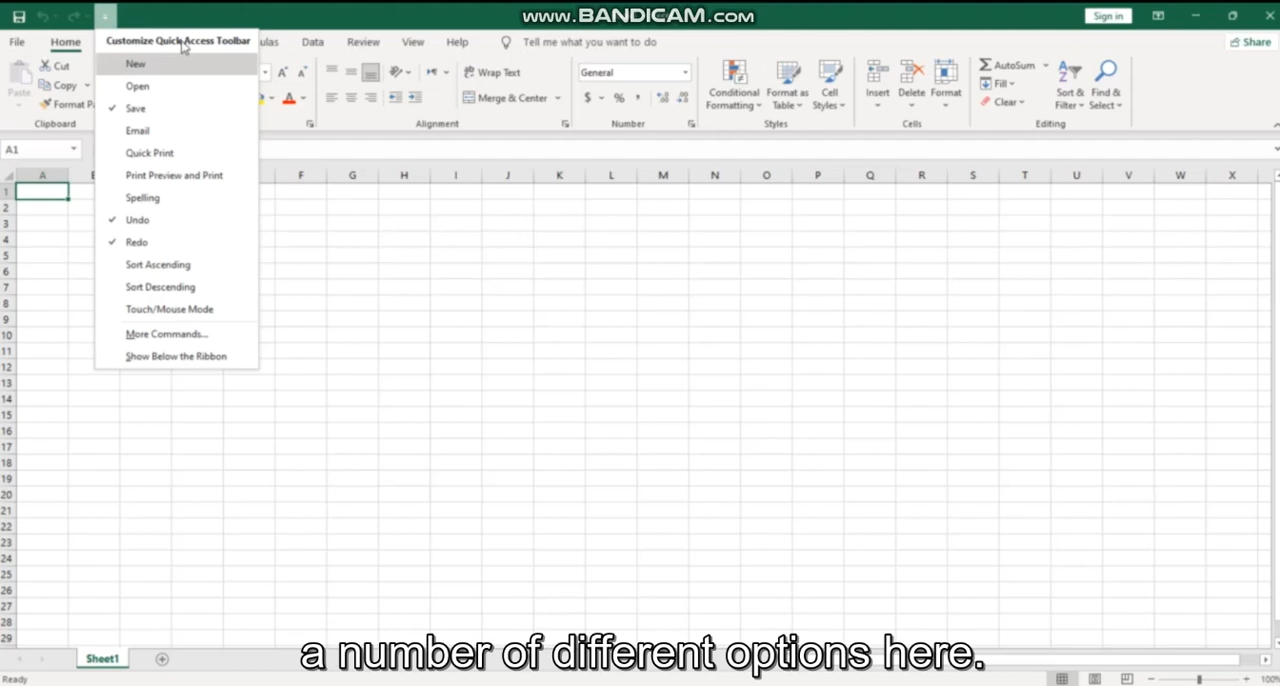 www.BANDICAM.com
Sign in
File
Home
ulas
Data
Review
View
Help
Tell me what you want to do
Share
Customize Quick Access Toolbar
New
Open
Save
Email
Quick Print
Print Preview and Print
Spelling
Undo
Redo
Sort Ascending
Sort Descending
Touch/Mouse Mode
More Commands...
Show Below the Ribbon
Paste
Cut
Copy
Format P
Clipboard
A A
A
Wrap Text
Merge & Center
Alignment
General
$ % ,
Number
Conditional Formatting
Format as Table
Cell Styles
Styles
Insert
Delete
Format
Cells
AutoSum
Fill
Clear
Sort & Filter
Find & Select
Editing
A1
A F G H I J K L M N O P Q R S T U V W X
1
2
3
4
5
6
7
8
9
10
11
12
13
14
15
16
17
18
19
20
21
22
23
24
25
26
27
28
29
a number of different options here.
Sheet1
Ready
100%